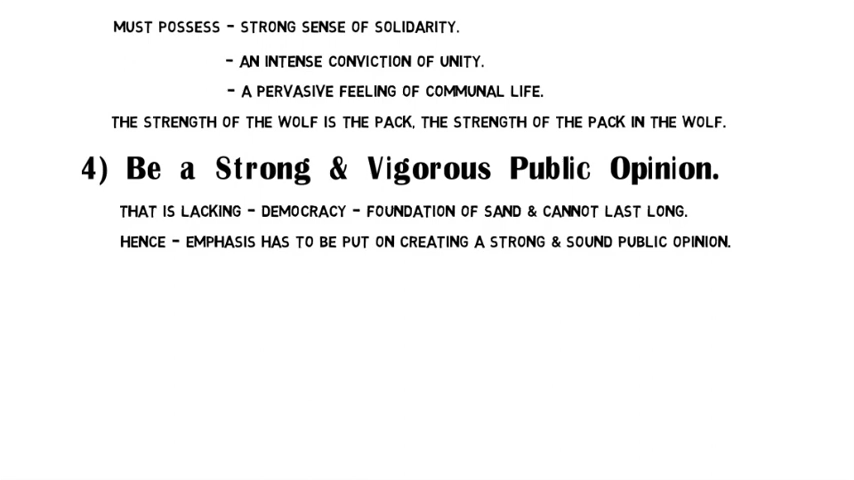 MUST POSSESS - STRONG SENSE OF SOLIDARITY.
- AN INTENSE CONVICTION OF UNITY.
- A PERVASIVE FEELING OF COMMUNAL LIFE.
THE STRENGTH OF THE WOLF IS THE PACK, THE STRENGTH OF THE PACK IN THE WOLF.
4) Be a Strong & Vigorous Public Opinion.
THAT IS LACKING - DEMOCRACY - FOUNDATION OF SAND & CANNOT LAST LONG.
HENCE - EMPHASIS HAS TO BE PUT ON CREATING A STRONG & SOUND PUBLIC OPINION.